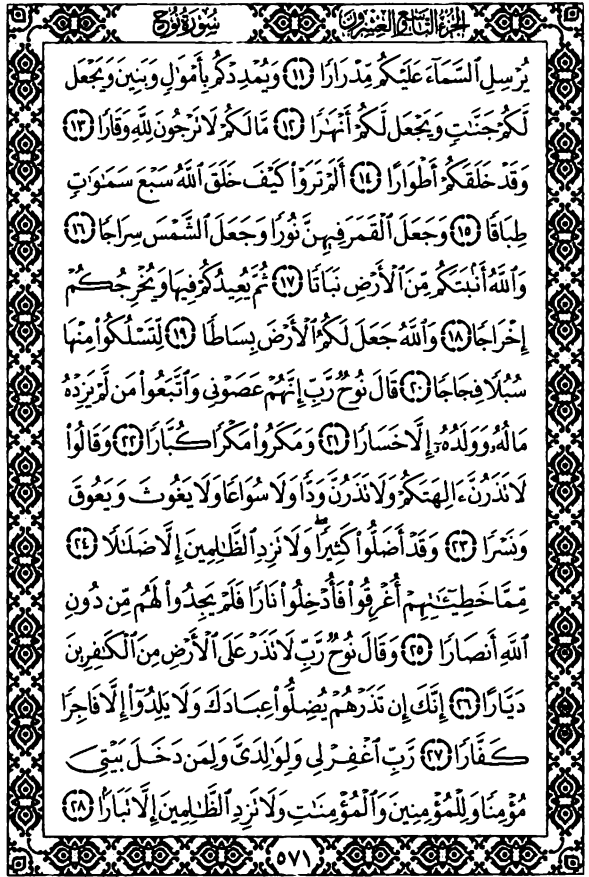 الجزء التاسع والعشرون سورة نوح
يُرْسِلِ ٱلسَّمَآءَ عَلَيْكُم مِّدْرَارًا ﴿١١﴾ وَيُمْدِدْكُم بِأَمْوَٰلٍ وَبَنِينَ وَيَجْعَل
لَّكُمْ جَنَّٰتٍ وَيَجْعَل لَّكُمْ أَنْهَٰرًا ﴿١٢﴾ مَّا لَكُمْ لَا تَرْجُونَ لِلَّهِ وَقَارًا ﴿١٣﴾
وَقَدْ خَلَقَكُمْ أَطْوَارًا ﴿١٤﴾ أَلَمْ تَرَوْا۟ كَيْفَ خَلَقَ ٱللَّهُ سَبْعَ سَمَٰوَٰتٍ
طِبَاقًا ﴿١٥﴾ وَجَعَلَ ٱلْقَمَرَ فِيهِنَّ نُورًا وَجَعَلَ ٱلشَّمْسَ سِرَاجًا ﴿١٦﴾
وَٱللَّهُ أَنۢبَتَكُم مِّنَ ٱلْأَرْضِ نَبَاتًا ﴿١٧﴾ ثُمَّ يُعِيدُكُمْ فِيهَا وَيُخْرِجُكُمْ
إِخْرَاجًا ﴿١٨﴾ وَٱللَّهُ جَعَلَ لَكُمُ ٱلْأَرْضَ بِسَاطًا ﴿١٩﴾ لِّتَسْلُكُوا۟ مِنْهَا
سُبُلًا فِجَاجًا ﴿٢٠﴾ قَالَ نُوحٌ رَّبِّ إِنَّهُمْ عَصَوْنِى وَٱتَّبَعُوا۟ مَن لَّمْ يَزِدْهُ
مَالُهُۥ وَوَلَدُهُۥٓ إِلَّا خَسَارًا ﴿٢١﴾ وَمَكَرُوا۟ مَكْرًا كُبَّارًا ﴿٢٢﴾ وَقَالُوا۟
لَا تَذَرُنَّ ءَالِهَتَكُمْ وَلَا تَذَرُنَّ وَدًّا وَلَا سُوَاعًا وَلَا يَغُوثَ وَيَعُوقَ
وَنَسْرًا ﴿٢٣﴾ وَقَدْ أَضَلُّوا۟ كَثِيرًا ۖ وَلَا تَزِدِ ٱلظَّٰلِمِينَ إِلَّا ضَلَٰلًا ﴿٢٤﴾
مِّمَّا خَطِيٓـَٰٔتِهِمْ أُغْرِقُوا۟ فَأُدْخِلُوا۟ نَارًا فَلَمْ يَجِدُوا۟ لَهُم مِّن دُونِ
ٱللَّهِ أَنصَارًا ﴿٢٥﴾ وَقَالَ نُوحٌ رَّبِّ لَا تَذَرْ عَلَى ٱلْأَرْضِ مِنَ ٱلْكَٰفِرِينَ
دَيَّارًا ﴿٢٦﴾ إِنَّكَ إِن تَذَرْهُمْ يُضِلُّوا۟ عِبَادَكَ وَلَا يَلِدُوٓا۟ إِلَّا فَاجِرًا
كَفَّارًا ﴿٢٧﴾ رَّبِّ ٱغْفِرْ لِى وَلِوَٰلِدَىَّ وَلِمَن دَخَلَ بَيْتِىَ
مُؤْمِنًا وَلِلْمُؤْمِنِينَ وَٱلْمُؤْمِنَٰتِ وَلَا تَزِدِ ٱلظَّٰلِمِينَ إِلَّا تَبَارًۢا ﴿٢٨﴾
٥٧١